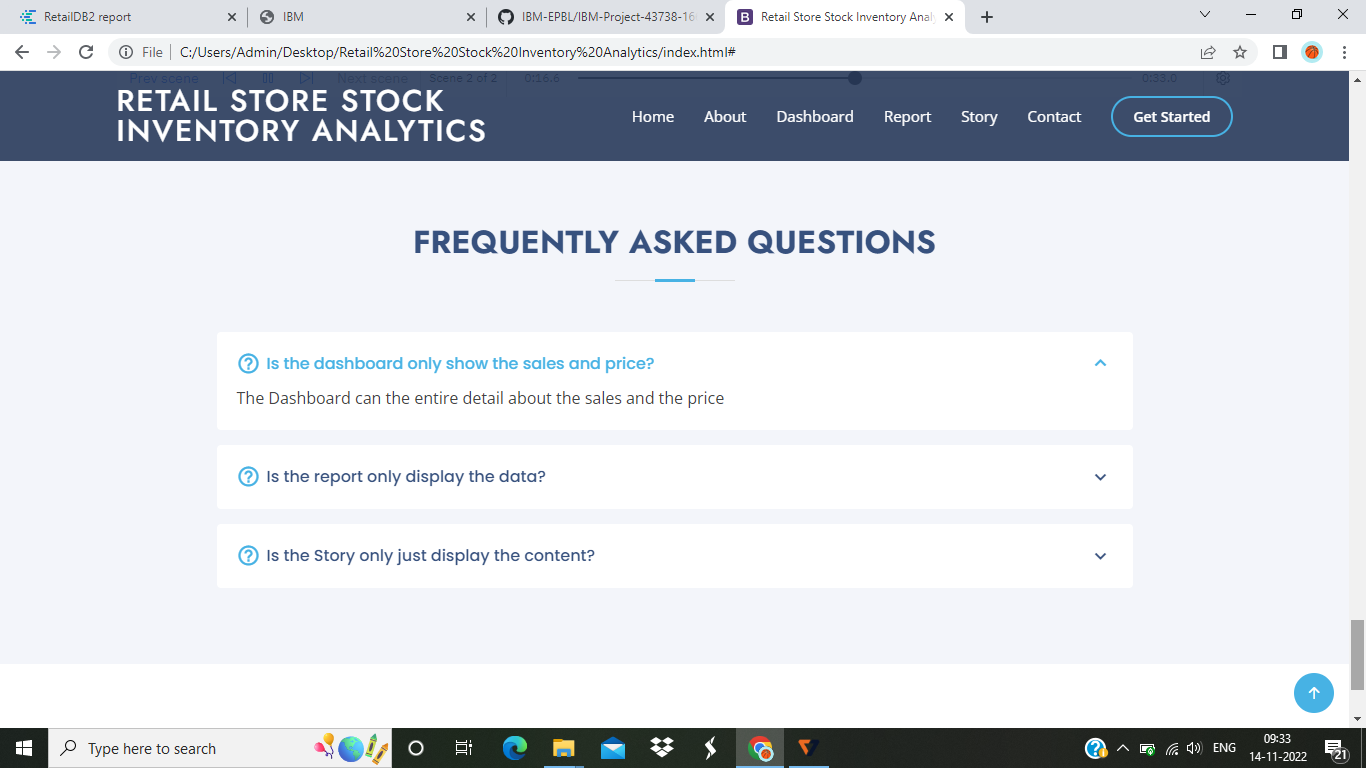 RetailDB2 report
IBM
IBM-EPBL/IBM-Project-43738-16
Retail Store Stock Inventory Anal
File
C:/Users/Admin/Desktop/Retail%20Store%20Stock%20Inventory%20Analytics/index.html#
Prev scene
Next scene
Scene 2 of 2
0:16.6
0:33.0
RETAIL STORE STOCK
INVENTORY ANALYTICS
Home
About
Dashboard
Report
Story
Contact
Get Started
FREQUENTLY ASKED QUESTIONS
Is the dashboard only show the sales and price?
The Dashboard can the entire detail about the sales and the price
Is the report only display the data?
Is the Story only just display the content?
Type here to search
ENG
09:33
14-11-2022
21